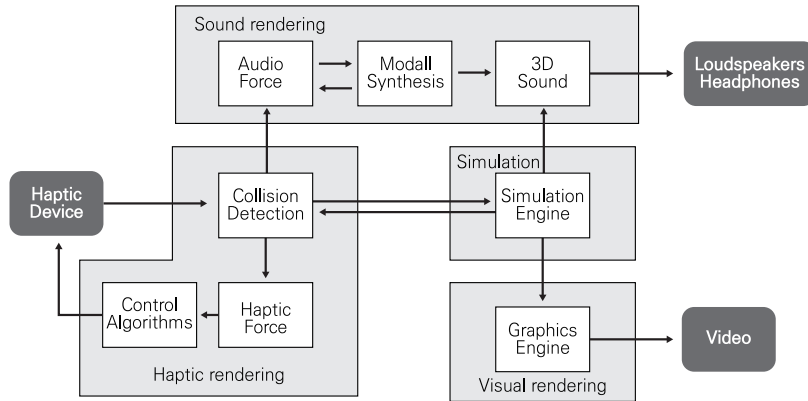 Sound rendering
Audio
Force
Modall
Synthesis
3D
Sound
Loudspeakers
Headphones
Simulation
Haptic
Device
Collision
Detection
Simulation
Engine
Control
Algorithms
Haptic
Force
Graphics
Engine
Video
Haptic rendering
Visual rendering